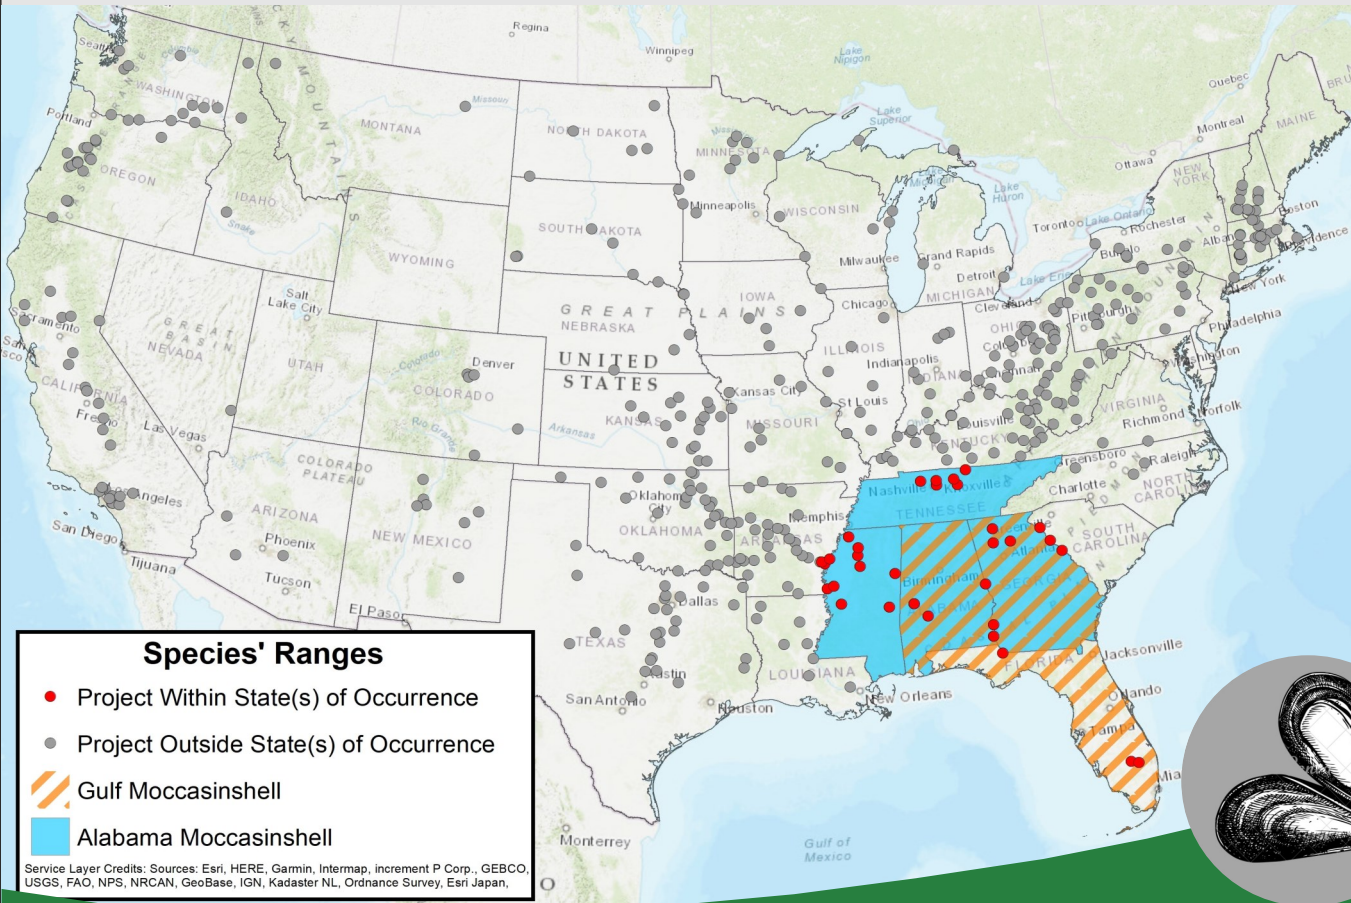 Regina
Winnipeg
Lake
Nipigon
Seattle
Columbia
WASHINGTON
Portland
Missouri
MONTANA
NORTH DAKOTA
MINNESOTA
Lake
Superior
Quebec
Montreal
MAINE
Ottawa
NEW
YORK
OREGON
IDAHO
Snake
Minneapolis
WISCONSIN
Lake
Michigan
Lake
Huron
Toronto
Lake Ontario
Rochester
Boston
Providence
SOUTH DAKOTA
WYOMING
Milwaukee
Grand Rapids
Detroit
MICHIGAN
Chicago
Cleveland
New York
Salt
Lake City
GREAT PLAINS
NEBRASKA
IOWA
Pittsburgh
Philadelphia
Sacramento
GREAT
BASIN
NEVADA
UTAH
Colorado
Denver
COLORADO
UNITED
STATES
ILLINOIS
Indianapolis
INDIANA
OHIO
Washington
CALIFORNIA
Fresno
Las Vegas
Rio Grande
KANSAS
Arkansas
Kansas City
MISSOURI
St Louis
Louisville
KENTUCKY
VIRGINIA
Richmond
Norfolk
COLORADO
PLATEAU
Los Angeles
ARIZONA
Phoenix
NEW MEXICO
Oklahoma
City
OKLAHOMA
ARKANSAS
Memphis
Nashville
Knoxville
TENNESSEE
Greensboro
Raleigh
Charlotte
NORTH
CAROLINA
SOUTH
CAROLINA
San Diego
Tijuana
Tucson
El Paso
Dallas
TEXAS
Austin
San Antonio
Houston
LOUISIANA
New Orleans
Birmingham
ALABAMA
Atlanta
GEORGIA
FLORIDA
Jacksonville
Orlando
Tampa
Monterrey
Gulf of
Mexico
Species' Ranges
Project Within State(s) of Occurrence
Project Outside State(s) of Occurrence
Gulf Moccasinshell
Alabama Moccasinshell
Service Layer Credits: Sources: Esri, HERE, Garmin, Intermap, increment P Corp., GEBCO,
USGS, FAO, NPS, NRCAN, GeoBase, IGN, Kadaster NL, Ordnance Survey, Esri Japan,